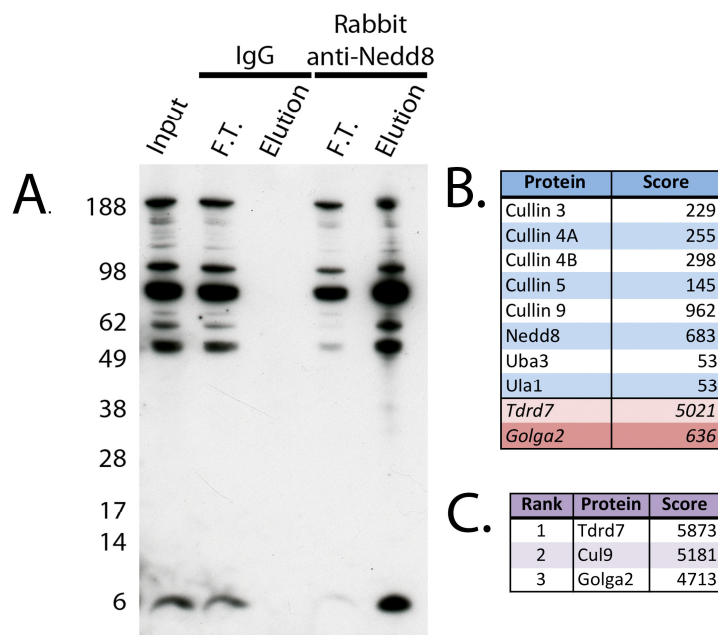 Rabbit
IgG anti-Nedd8
Input F.T. Elution F.T. Elution
A.
188
98
62
49
38
28
17
14
6
B.
Protein Score
Cullin 3 229
Cullin 4A 255
Cullin 4B 298
Cullin 5 145
Cullin 9 962
Nedd8 683
Uba3 53
Ula1 53
Tdrd7 5021
Golga2 636
C.
Rank Protein Score
1 Tdrd7 5873
2 Cul9 5181
3 Golga2 4713